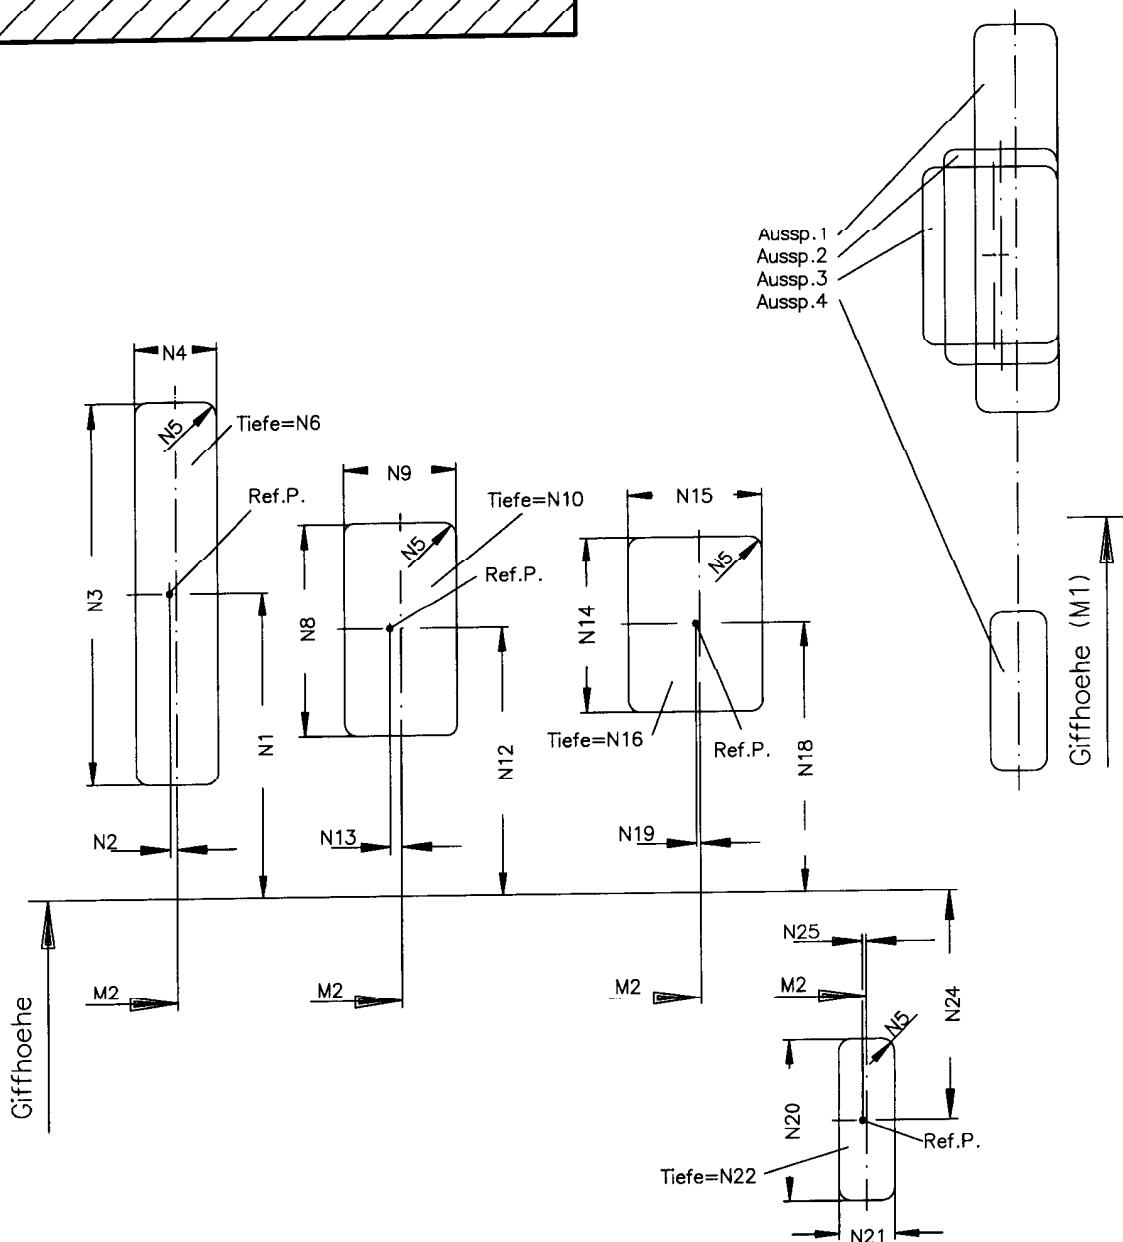 Aussp.1
Aussp.2
Aussp.3
Aussp.4
N4
N5
Tiefe=N6
Ref.P.
N3
N1
N2
N9
Tiefe=N10
N5
Ref.P.
N8
N12
N13
N15
N5
N14
Tiefe=N16
Ref.P.
N18
N19
Giffhoehe (M1)
Giffhoehe
M2
M2
M2
N25
M2
N24
N5
N20
Ref.P.
Tiefe=N22
N21